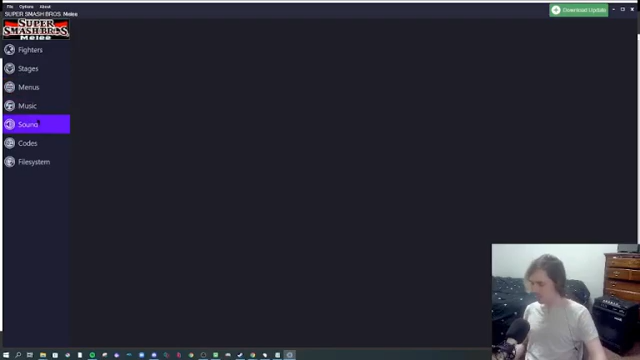 File Options About
SUPER SMASH BROS. Melee
Download Update
SUPER
SMASH BROS
Melee
Fighters
Stages
Menus
Music
Sound
Codes
Filesystem